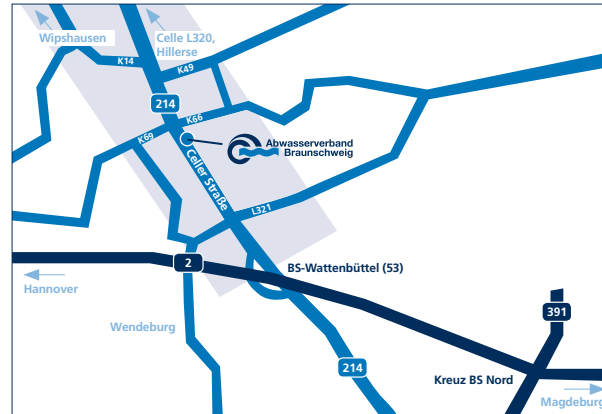 Wipshausen
Celle L320,
Hillerse
K14
K49
214
K66
K69
Abwasserverband
Braunschweig
Celler Straße
L321
2
BS-Wattenbüttel (53)
Hannover
391
Wendeburg
214
Kreuz BS Nord
Magdeburg